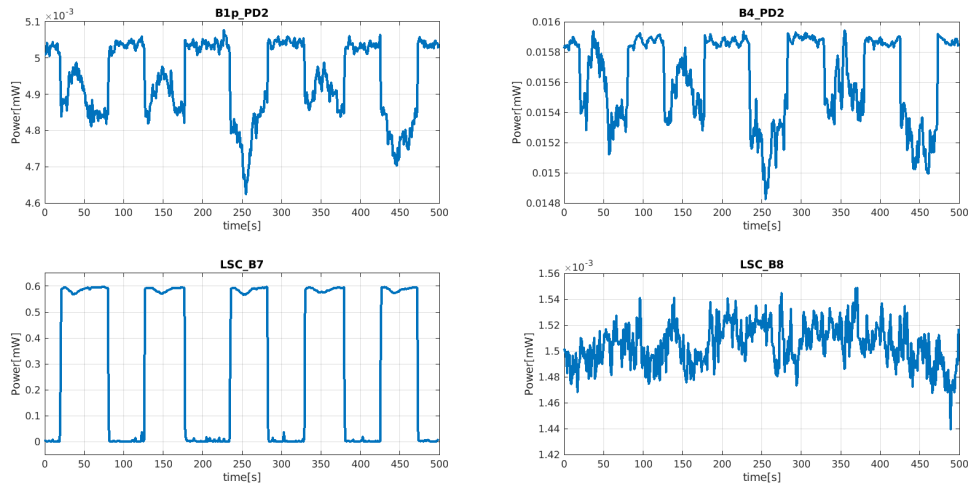 B1p_PD2
×10⁻³
Power[mW]
5.1
5
4.9
4.8
4.7
4.6
0 50 100 150 200 250 300 350 400 450 500
time[s]
B4_PD2
Power[mW]
0.016
0.0158
0.0156
0.0154
0.0152
0.015
0.0148
0 50 100 150 200 250 300 350 400 450 500
time[s]
LSC_B7
Power[mW]
0.6
0.5
0.4
0.3
0.2
0.1
0
0 50 100 150 200 250 300 350 400 450 500
time[s]
LSC_B8
×10⁻³
Power[mW]
1.56
1.54
1.52
1.5
1.48
1.46
1.44
1.42
0 50 100 150 200 250 300 350 400 450 500
time[s]